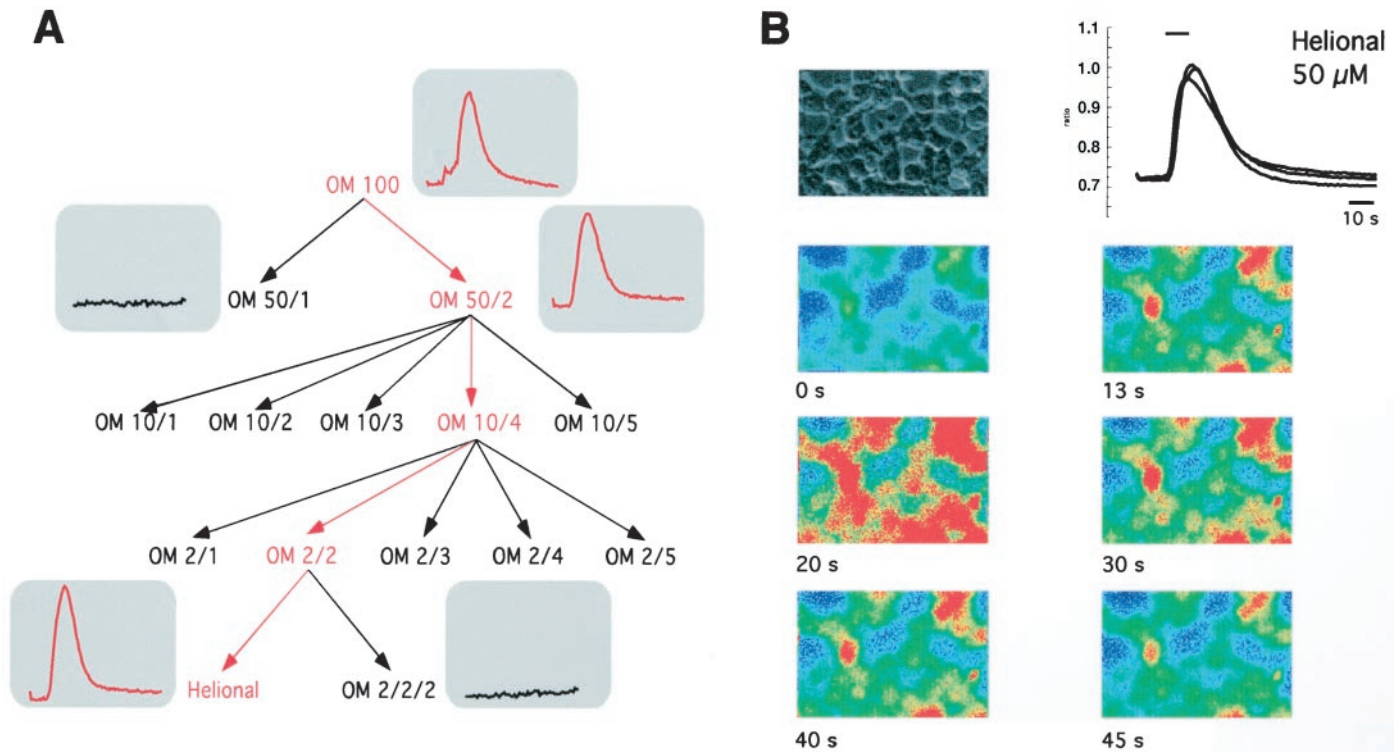 A
OM 100
OM 50/1
OM 50/2
OM 10/1
OM 10/2
OM 10/3
OM 10/4
OM 10/5
OM 2/1
OM 2/2
OM 2/3
OM 2/4
OM 2/5
Helional
OM 2/2/2
B
1.1
1.0
0.9
0.8
0.7
ratio
Helional
50 µM
10 s
0 s
13 s
20 s
30 s
40 s
45 s